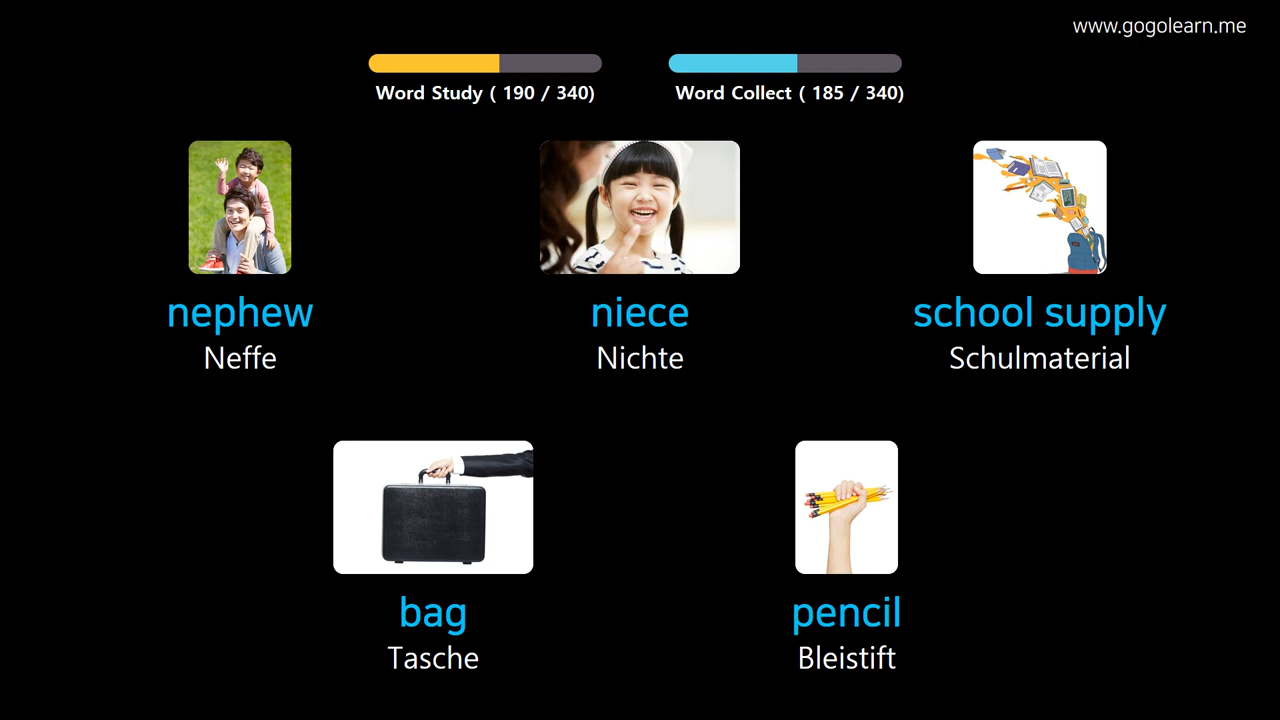 www.gogolearn.me
Word Study ( 190 / 340)
Word Collect ( 185 / 340)
nephew
Neffe
niece
Nichte
school supply
Schulmaterial
bag
Tasche
pencil
Bleistift